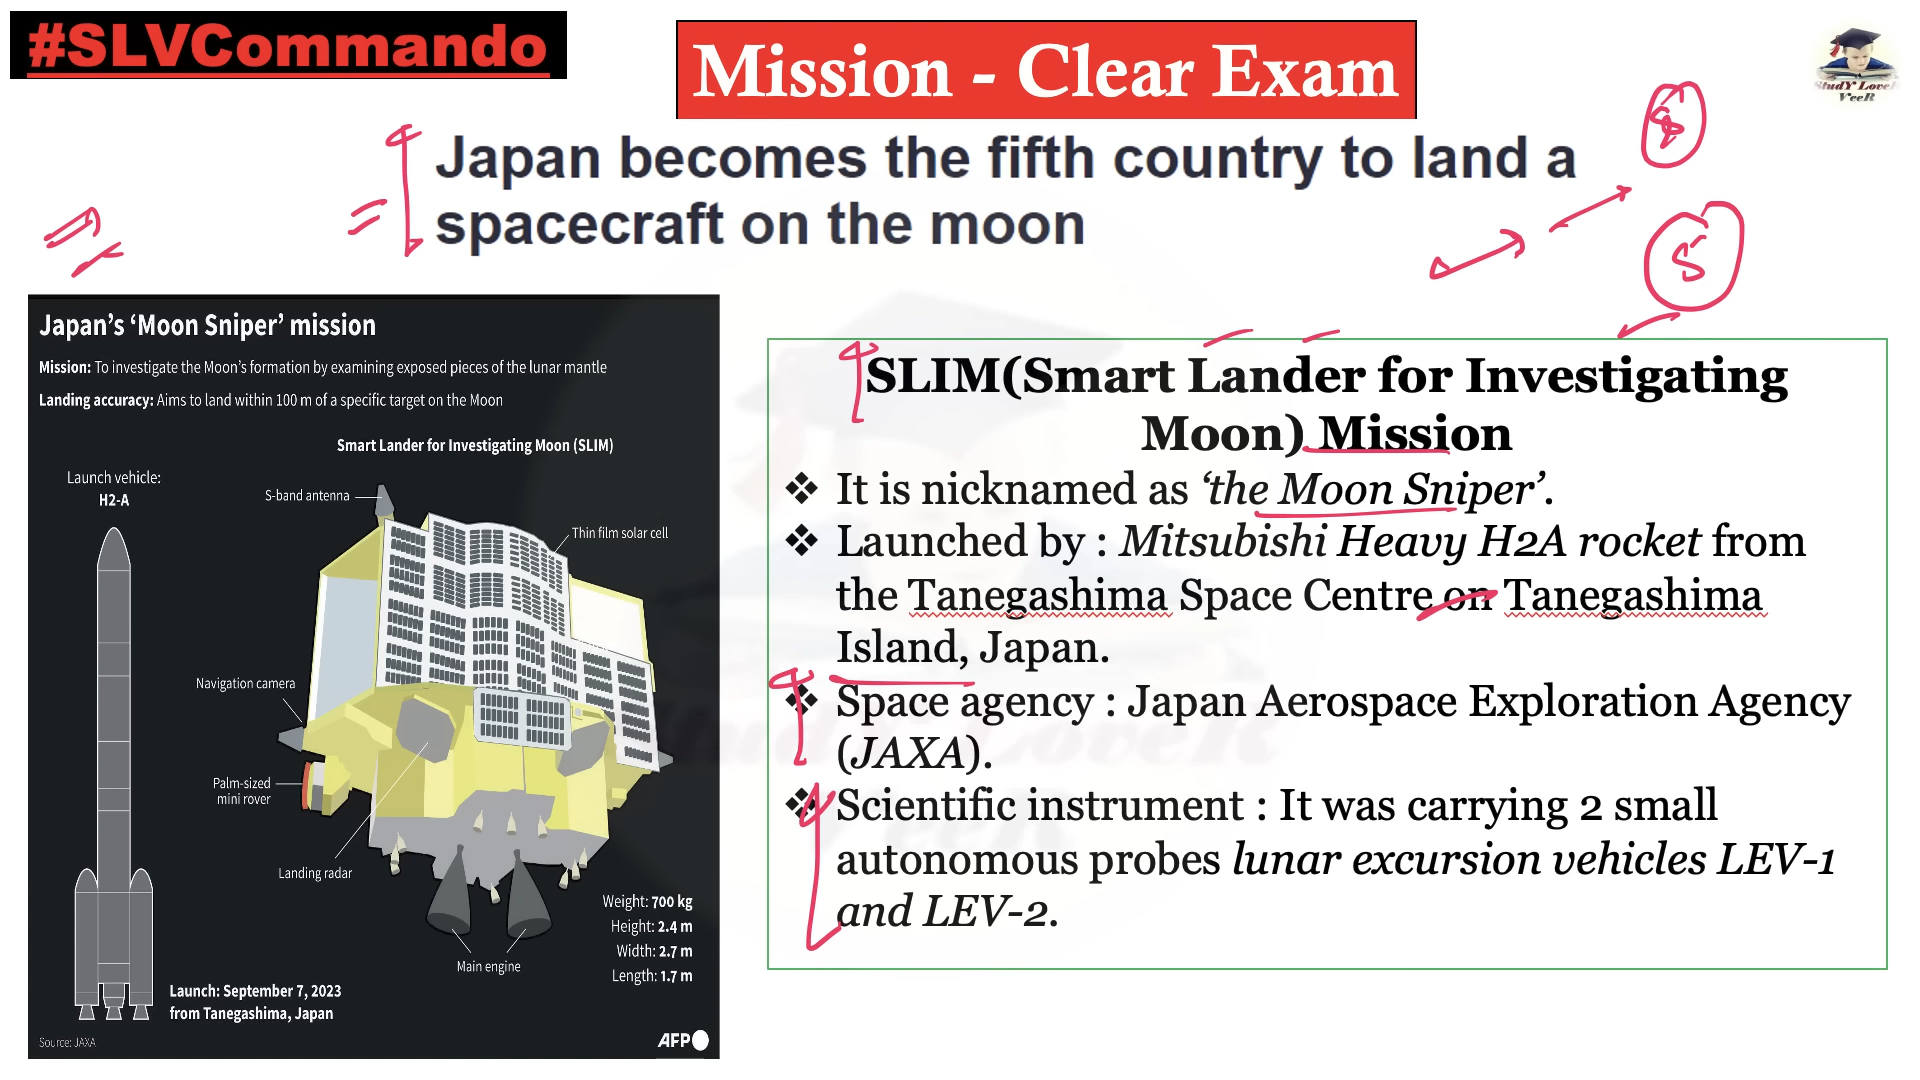 #SLVCommando
Mission - Clear Exam
StudY LoveR
VeeR
Japan becomes the fifth country to land a
spacecraft on the moon
5
Japan's 'Moon Sniper' mission
Mission: To investigate the Moon's formation by examining exposed pieces of the lunar mantle
Landing accuracy: Aims to land within 100 m of a specific target on the Moon
Smart Lander for Investigating Moon (SLIM)
Launch vehicle:
H2-A
S-band antenna
Thin film solar cell
Navigation camera
Palm-sized
mini rover
Landing radar
Main engine
Weight: 700 kg
Height: 2.4 m
Width: 2.7 m
Length: 1.7 m
Launch: September 7, 2023
from Tanegashima, Japan
Source: JAXA
AFP
SLIM(Smart Lander for Investigating
Moon) Mission
❖ It is nicknamed as ‘the Moon Sniper’.
❖ Launched by : Mitsubishi Heavy H2A rocket from
the Tanegashima Space Centre on Tanegashima
Island, Japan.
❖ Space agency : Japan Aerospace Exploration Agency
(JAXA).
❖ Scientific instrument : It was carrying 2 small
autonomous probes lunar excursion vehicles LEV-1
and LEV-2.
StudY LoveR
VeeR